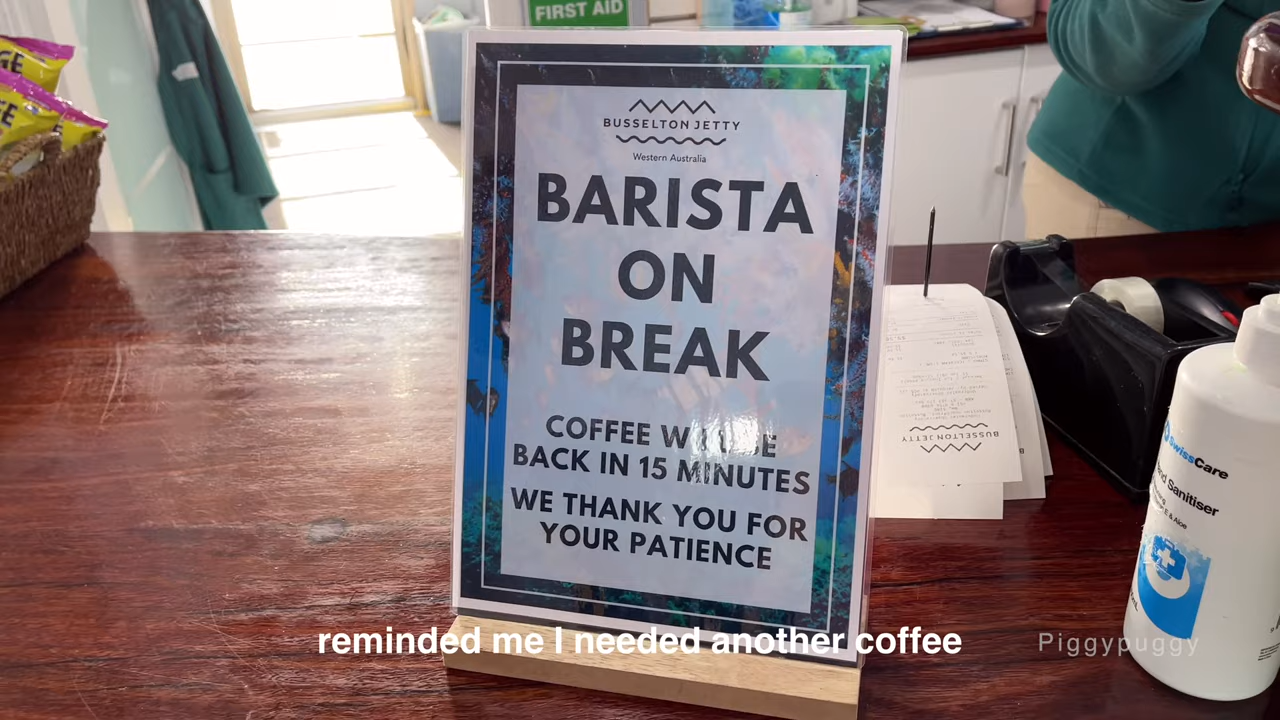 FIRST AID
BUSSELTON JETTY
Western Australia
BARISTA
ON
BREAK
COFFEE WILL BE
BACK IN 15 MINUTES
WE THANK YOU FOR
YOUR PATIENCE
BUSSELTON JETTY
SwissCare
Sanitiser
& Aloe
reminded me I needed another coffee
Piggypuggy